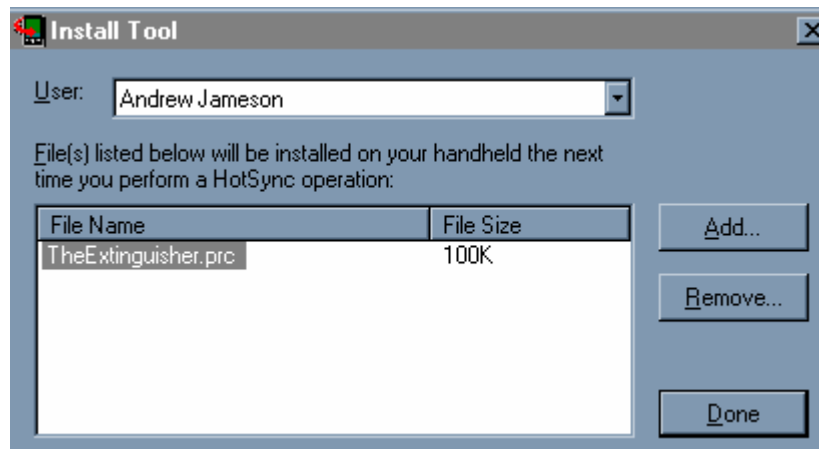 Install Tool
User: Andrew Jameson
File(s) listed below will be installed on your handheld the next
time you perform a HotSync operation:
File Name File Size Add...
TheExtinguisher.prc 100K
Remove...
Done